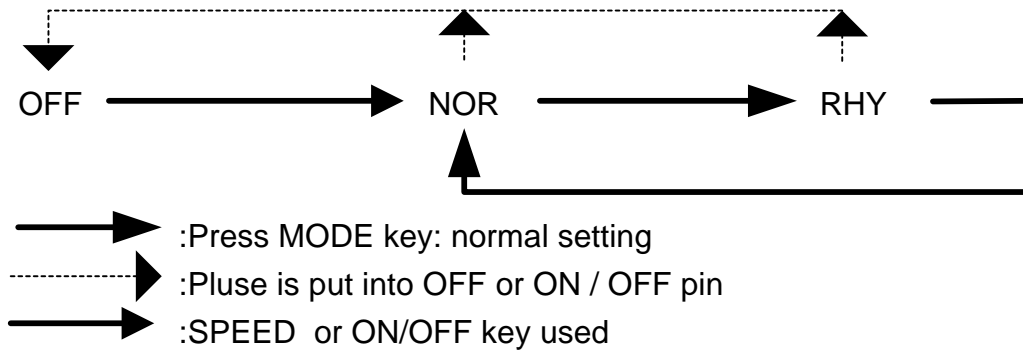 OFF NOR RHY
:Press MODE key: normal setting
:Pluse is put into OFF or ON / OFF pin
:SPEED or ON/OFF key used